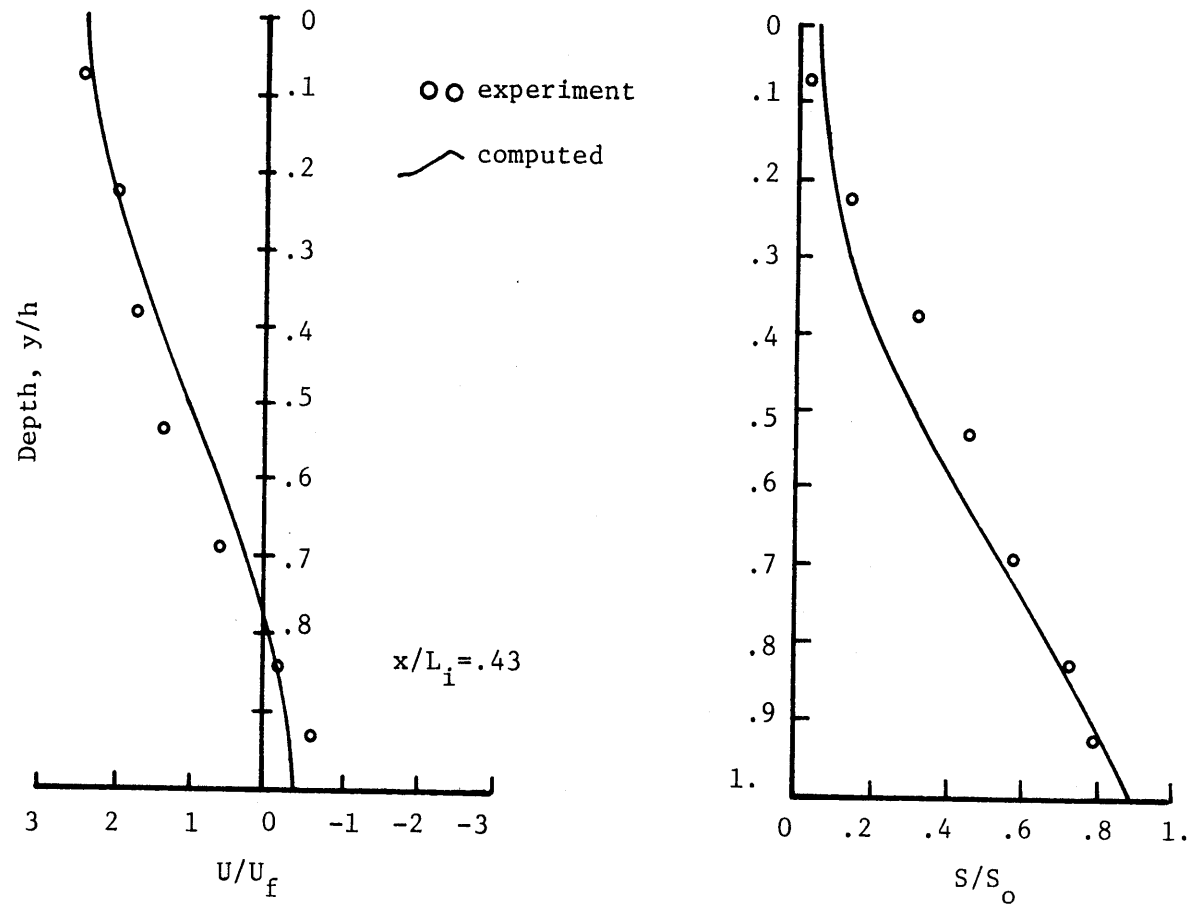 0
.1
.2
.3
.4
.5
.6
.7
.8
Depth, y/h
3 2 1 0 -1 -2 -3
U/U_f
experiment
computed
x/L_i=.43
0
.1
.2
.3
.4
.5
.6
.7
.8
.9
1.
0 .2 .4 .6 .8 1.
S/S_o